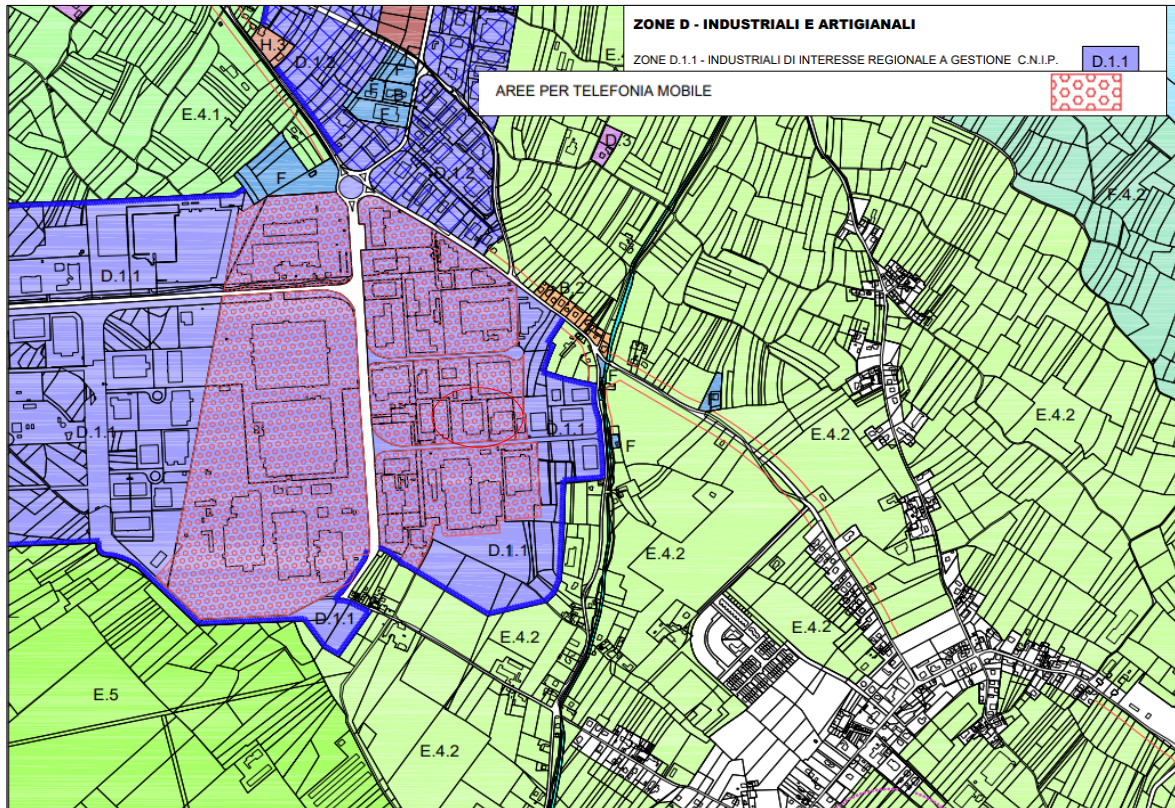 ZONE D - INDUSTRIALI E ARTIGIANALI
ZONE D.1.1 - INDUSTRIALI DI INTERESSE REGIONALE A GESTIONE C.N.I.P.
D.1.1
AREE PER TELEFONIA MOBILE
H.3
D.1.2
F
E.4.1
F
B
F
D.3
D.1.2
F
F.4.2
D.1.1
B.2
D.1.1
D.1.1
E.4.2
E.4.2
F
D.1.1
E.4.2
D.1.1
E.4.2
E.4.2
E.5
E.4.2